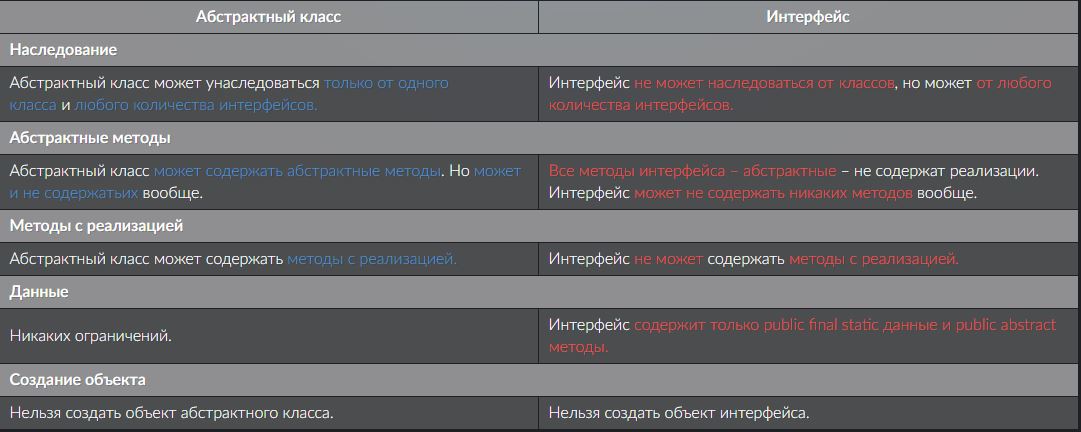 Абстрактный класс
Интерфейс
Наследование
Абстрактный класс может унаследоваться только от одного
класса и любого количества интерфейсов.
Интерфейс не может наследоваться от классов, но может от любого
количества интерфейсов.
Абстрактные методы
Абстрактный класс может содержать абстрактные методы. Но может
и не содержатьих вообще.
Все методы интерфейса – абстрактные – не содержат реализации.
Интерфейс может не содержать никаких методов вообще.
Методы с реализацией
Абстрактный класс может содержать методы с реализацией.
Интерфейс не может содержать методы с реализацией.
Данные
Никаких ограничений.
Интерфейс содержит только public final static данные и public abstract
методы.
Создание объекта
Нельзя создать объект абстрактного класса.
Нельзя создать объект интерфейса.